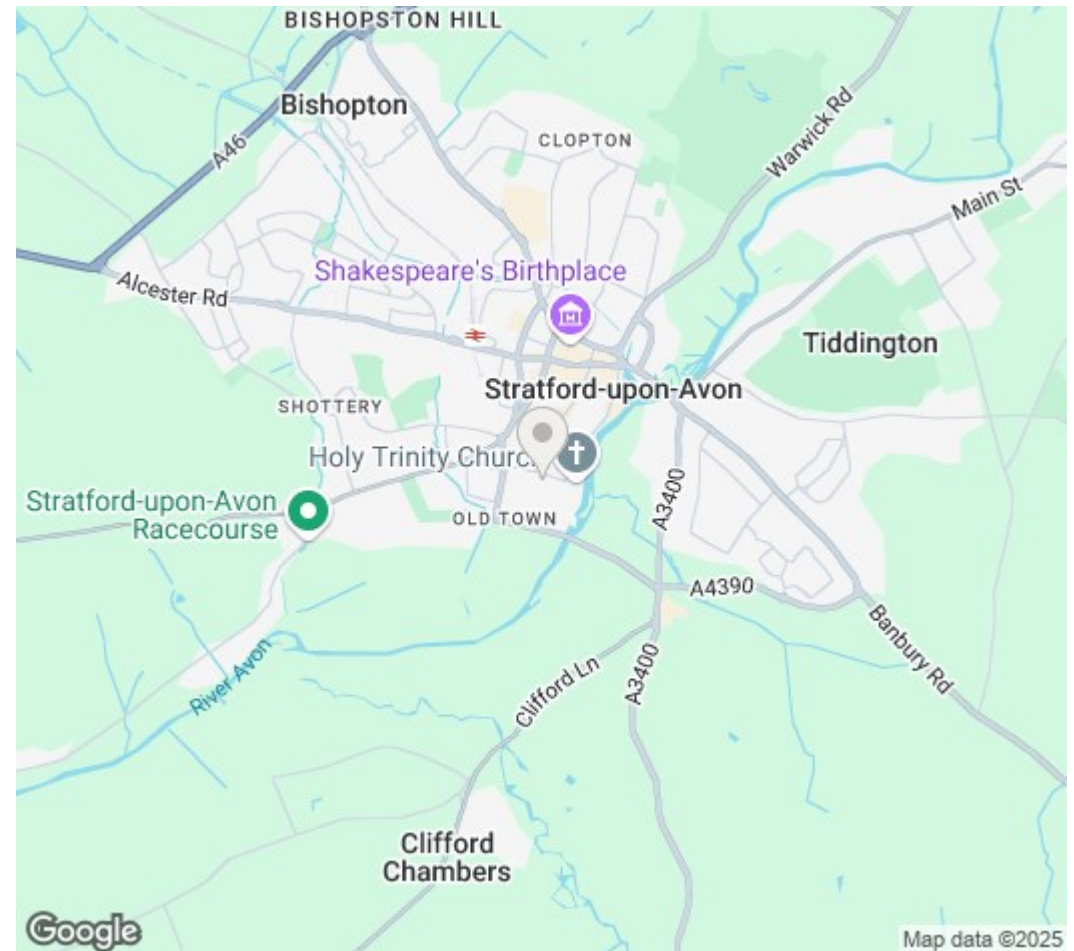 BISHOPSTON HILL
Bishopton
CLOPTON
Warwick Rd
A46
Main St
Shakespeare's Birthplace
Alcester Rd
Tiddington
Stratford-upon-Avon
SHOTTERY
Holy Trinity Churc
Stratford-upon-Avon
Racecourse
OLD TOWN
A3400
A4390
Banbury Rd
River Avon
Clifford Ln
A3400
Clifford
Chambers
Google
Map data ©2025